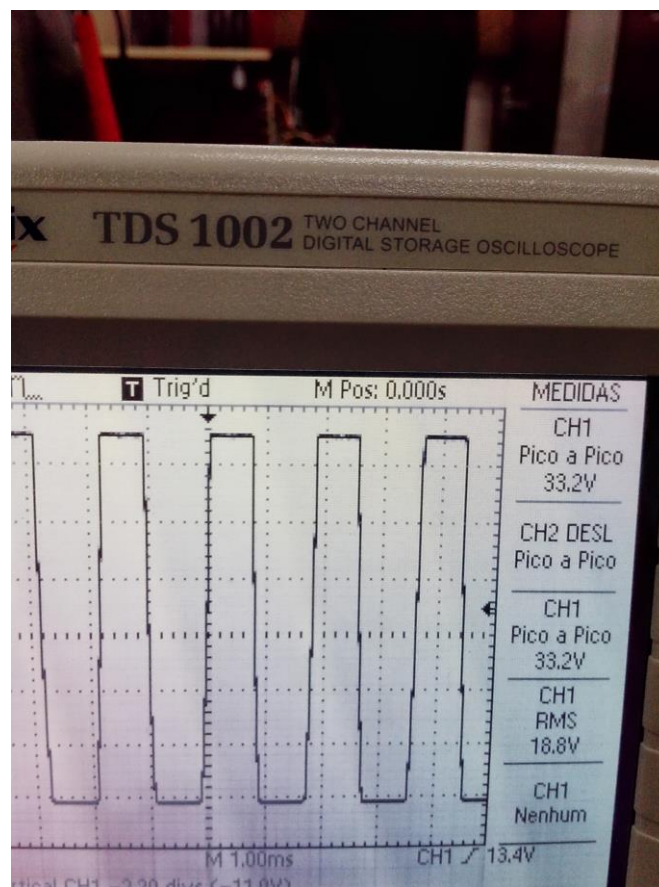 TDS 1002 TWO CHANNEL
DIGITAL STORAGE OSCILLOSCOPE
T Trig'd M Pos: 0.000s MEDIDAS
CH1
Pico a Pico
33.2V
CH2 DESL
Pico a Pico
CH1
Pico a Pico
33.2V
CH1
RMS
18.8V
CH1
Nenhum
M 1.00ms CH1 13.4V